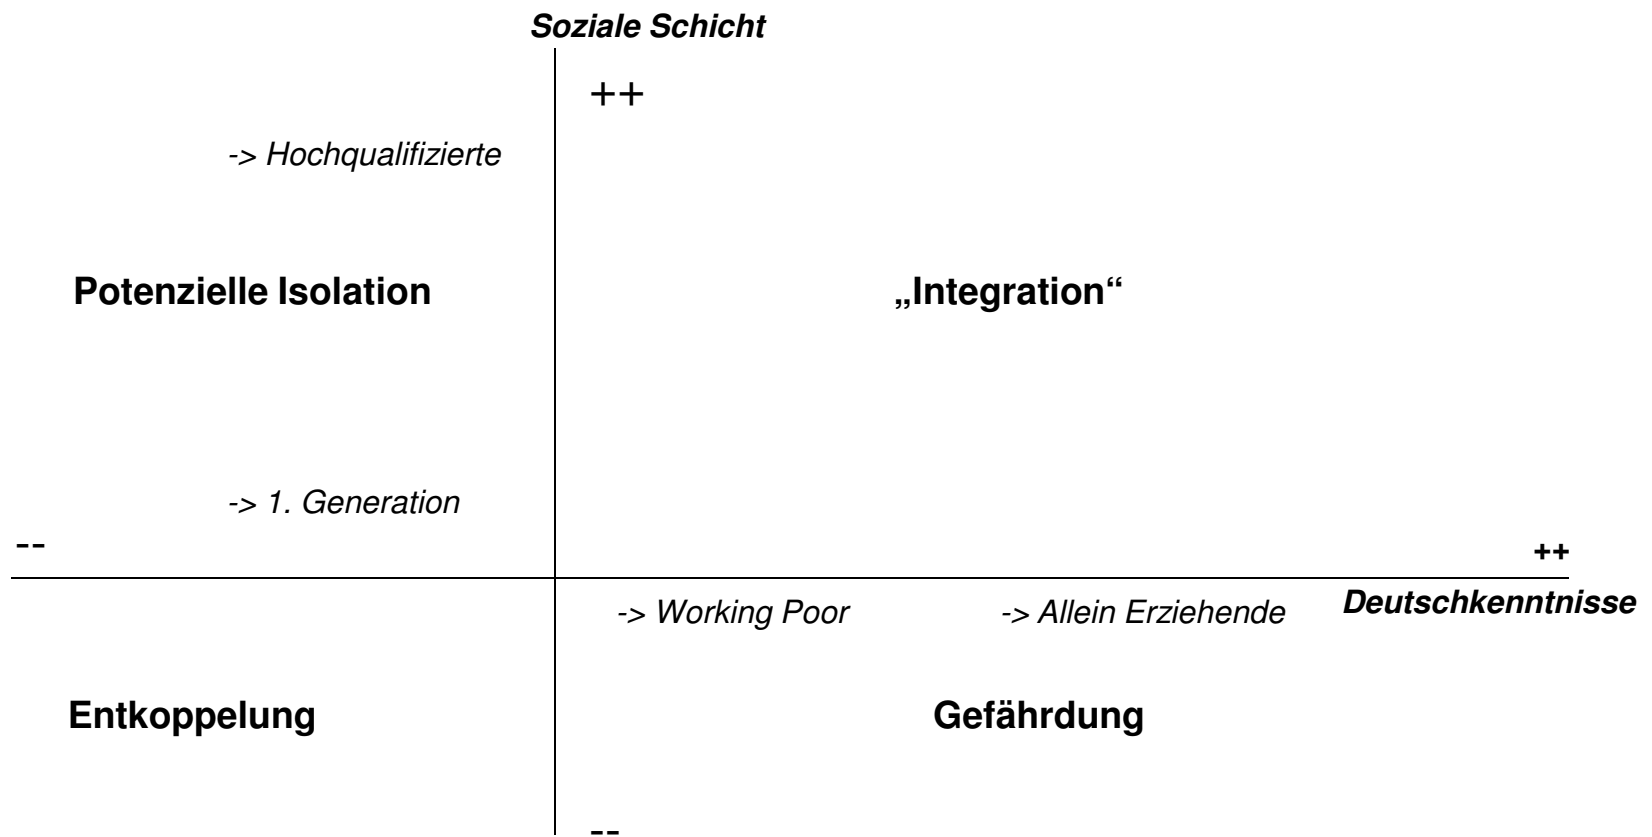 Soziale Schicht
++
-> Hochqualifizierte
Potenzielle Isolation
„Integration“
-> 1. Generation
--
++
-> Working Poor
-> Allein Erziehende
Deutschkenntnisse
Entkoppelung
Gefährdung
--